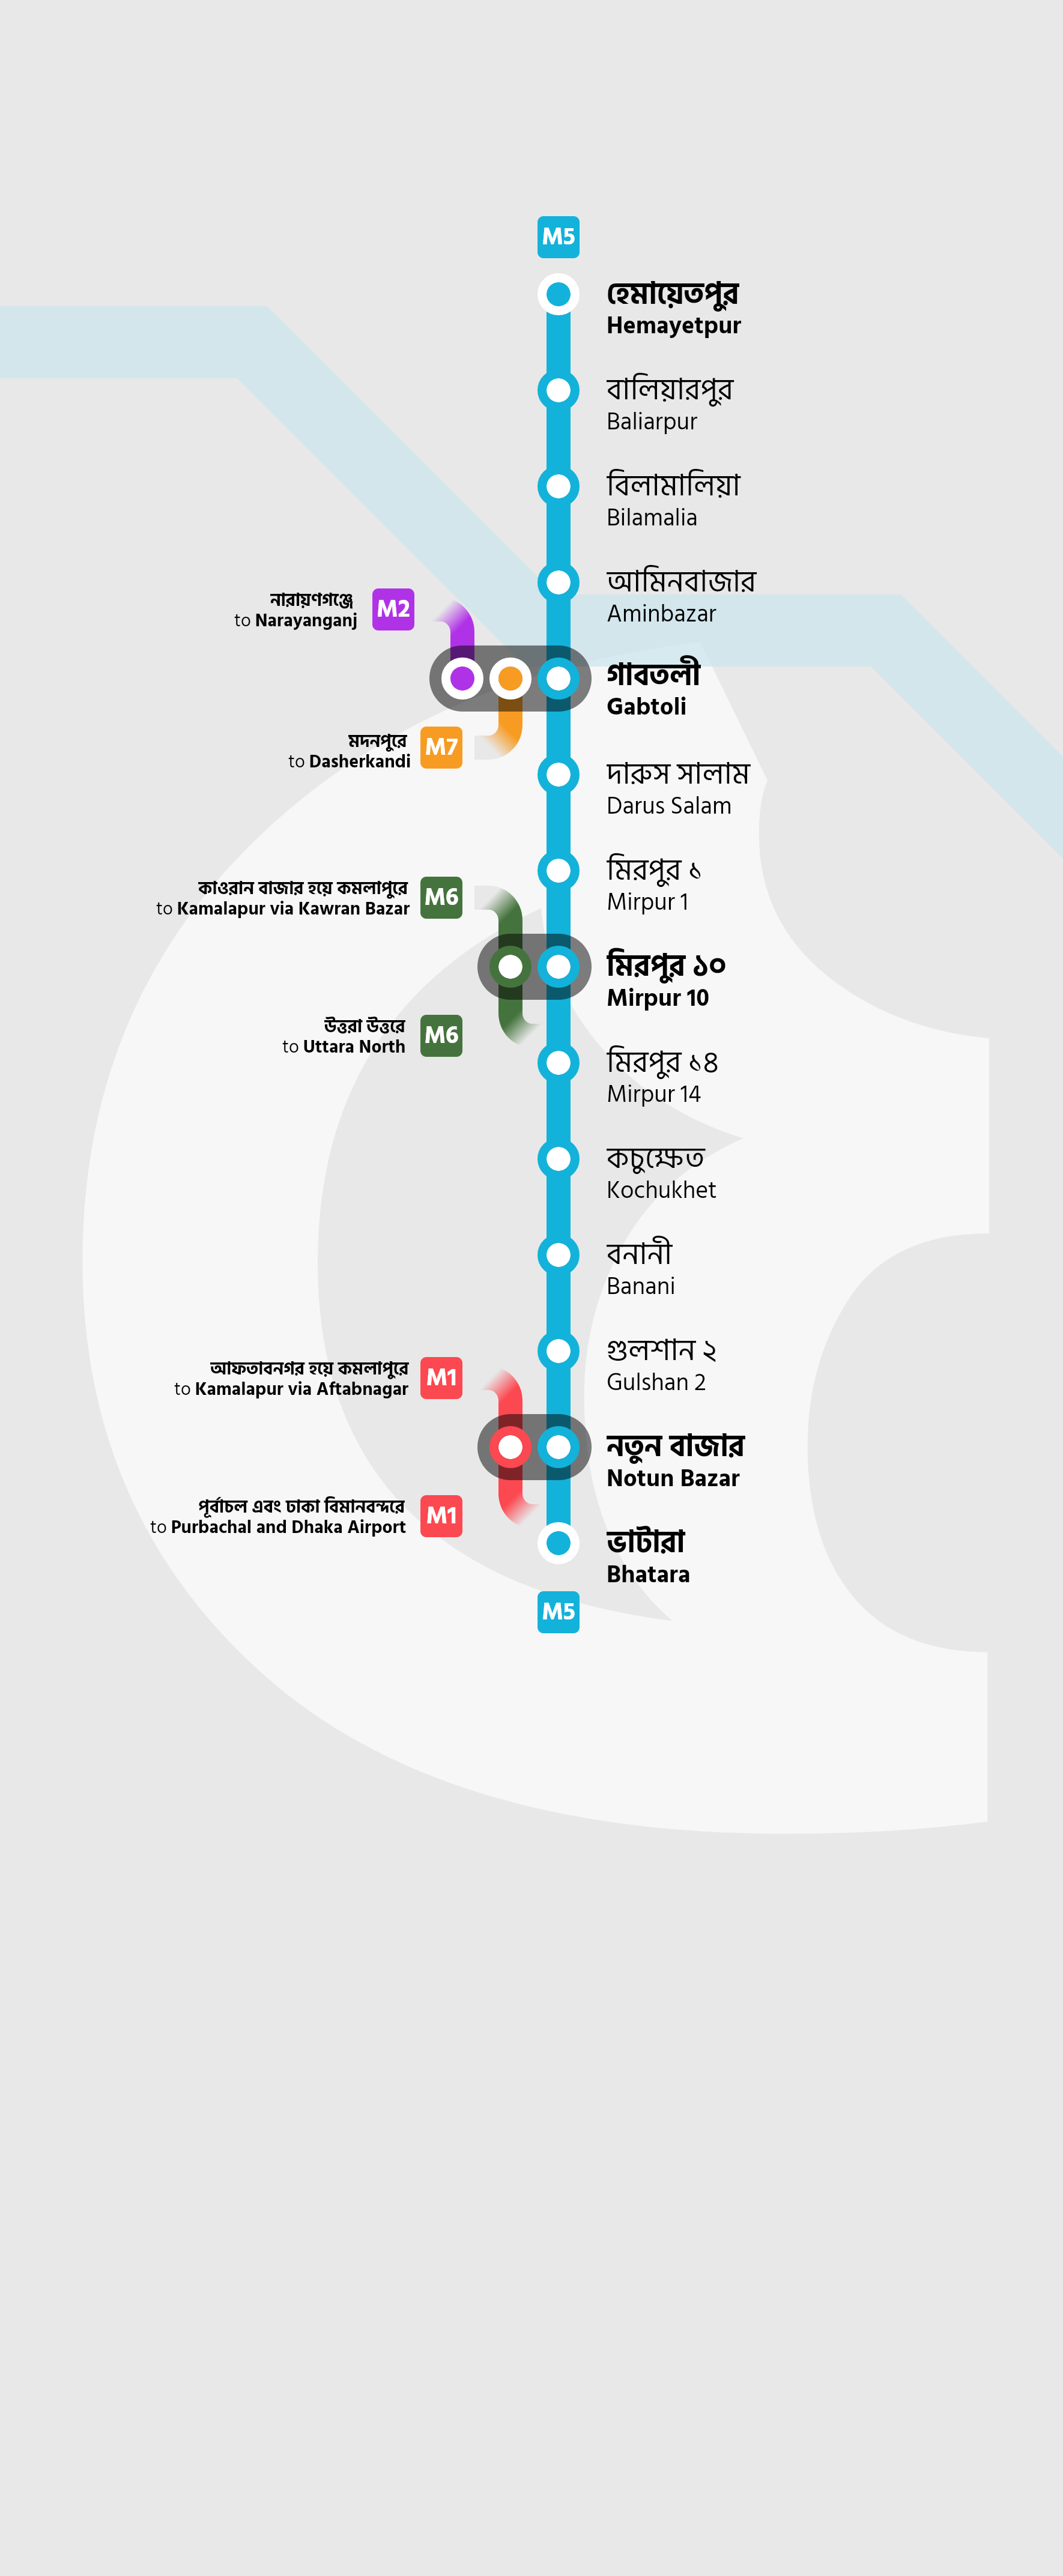 M5
হেমায়েতপুর
Hemayetpur
বালিয়ারপুর
Baliarpur
বিলামালিয়া
Bilamalia
আমিনবাজার
Aminbazar
নারায়ণগঞ্জে
to Narayanganj
M2
গাবতলী
Gabtoli
মদনপুরে
to Dasherkandi
M7
দারুস সালাম
Darus Salam
মিরপুর ১
Mirpur 1
কাওরান বাজার হয়ে কমলাপুরে
to Kamalapur via Kawran Bazar
M6
মিরপুর ১০
Mirpur 10
উত্তরা উত্তরে
to Uttara North
M6
মিরপুর ১৪
Mirpur 14
কচুক্ষেত
Kochukhet
বনানী
Banani
গুলশান ২
Gulshan 2
আফতাবনগর হয়ে কমলাপুরে
to Kamalapur via Aftabnagar
M1
নতুন বাজার
Notun Bazar
পূর্বাচল এবং ঢাকা বিমানবন্দরে
to Purbachal and Dhaka Airport
M1
ভাটারা
Bhatara
M5